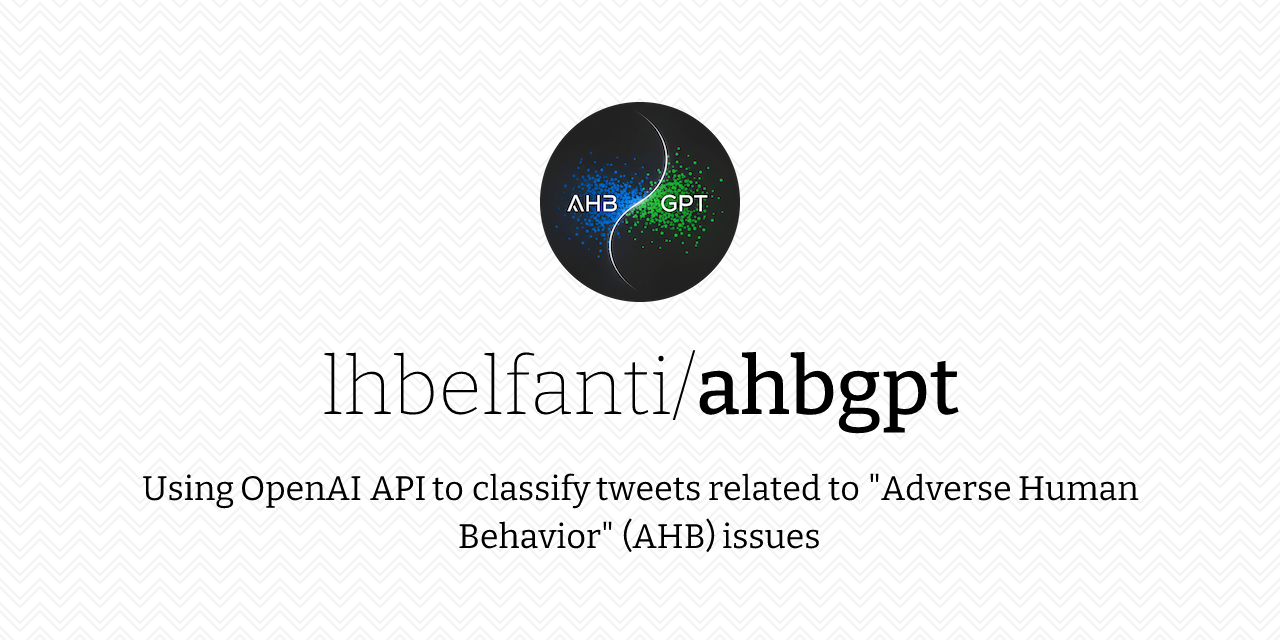 AHB GPT
lhbelfanti/ahbgpt
Using OpenAI API to classify tweets related to "Adverse Human
Behavior" (AHB) issues